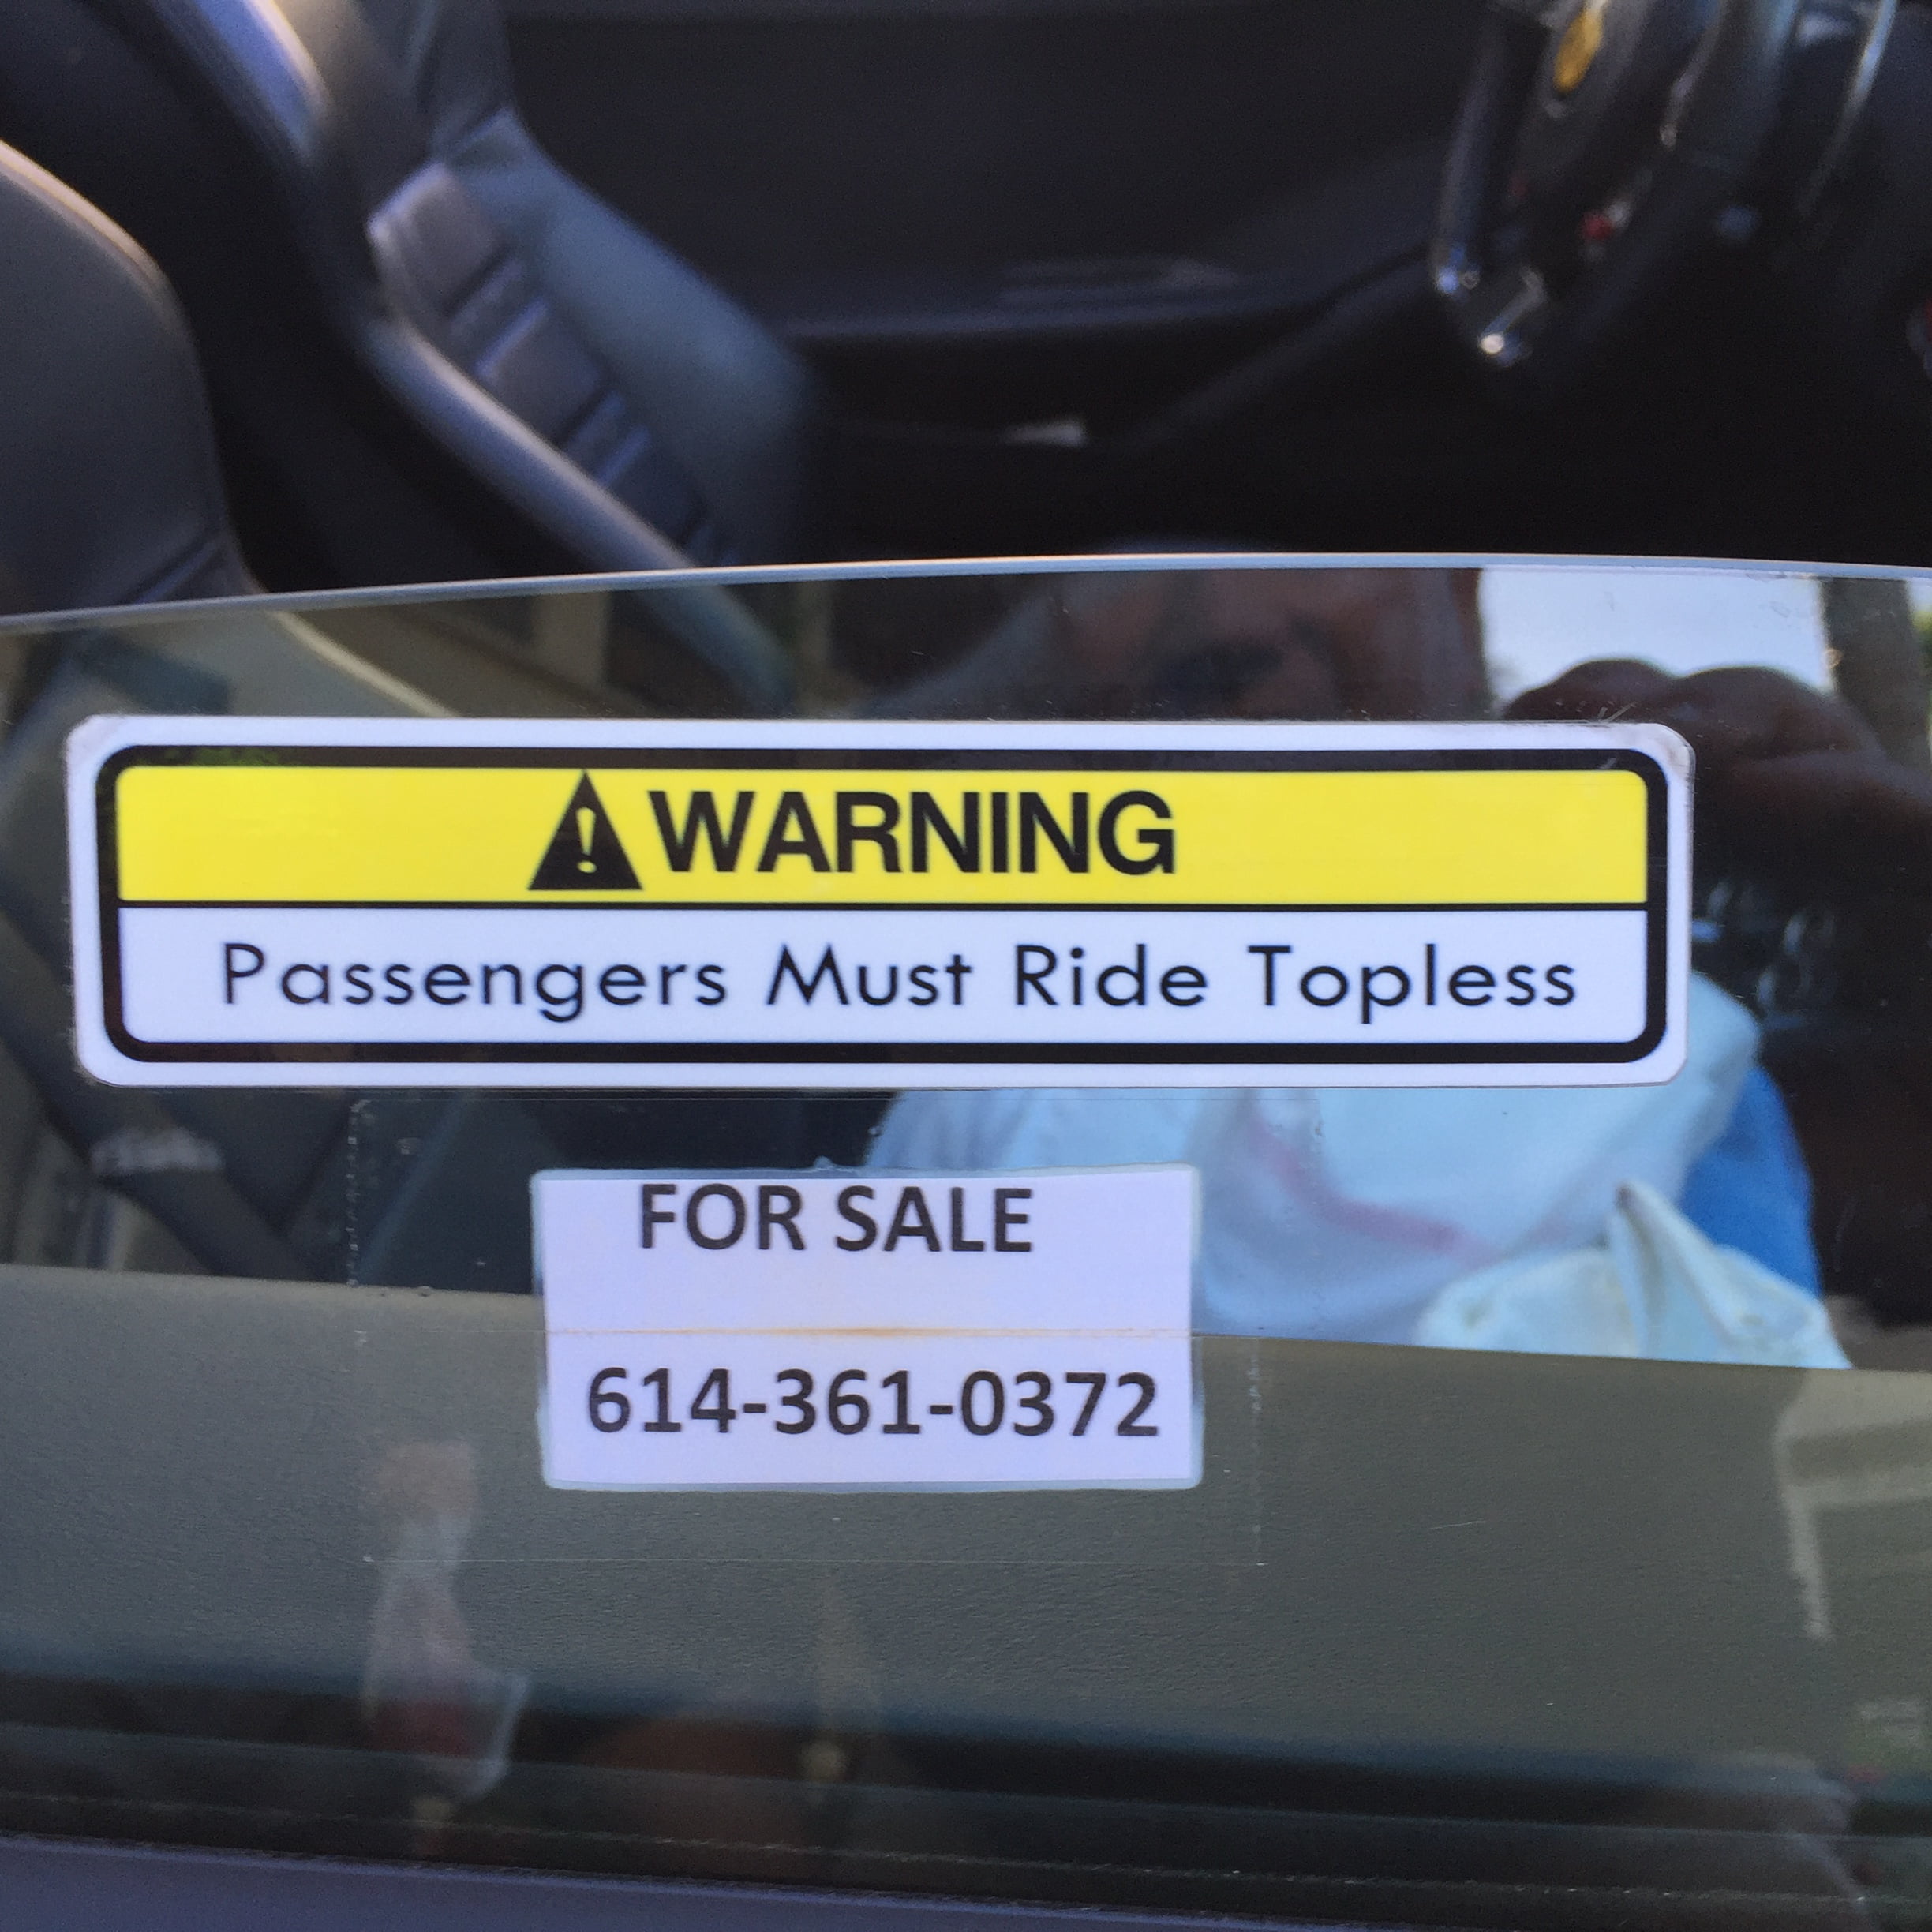 WARNING
Passengers Must Ride Topless
FOR SALE
614-361-0372